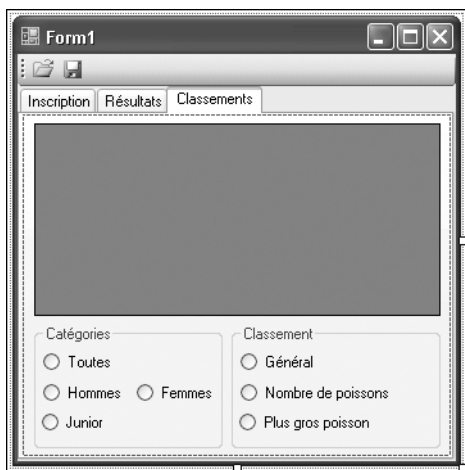 Form1
Inscription Résultats Classements
Catégories
Toutes
Hommes Femmes
Junior
Classement
Général
Nombre de poissons
Plus gros poisson